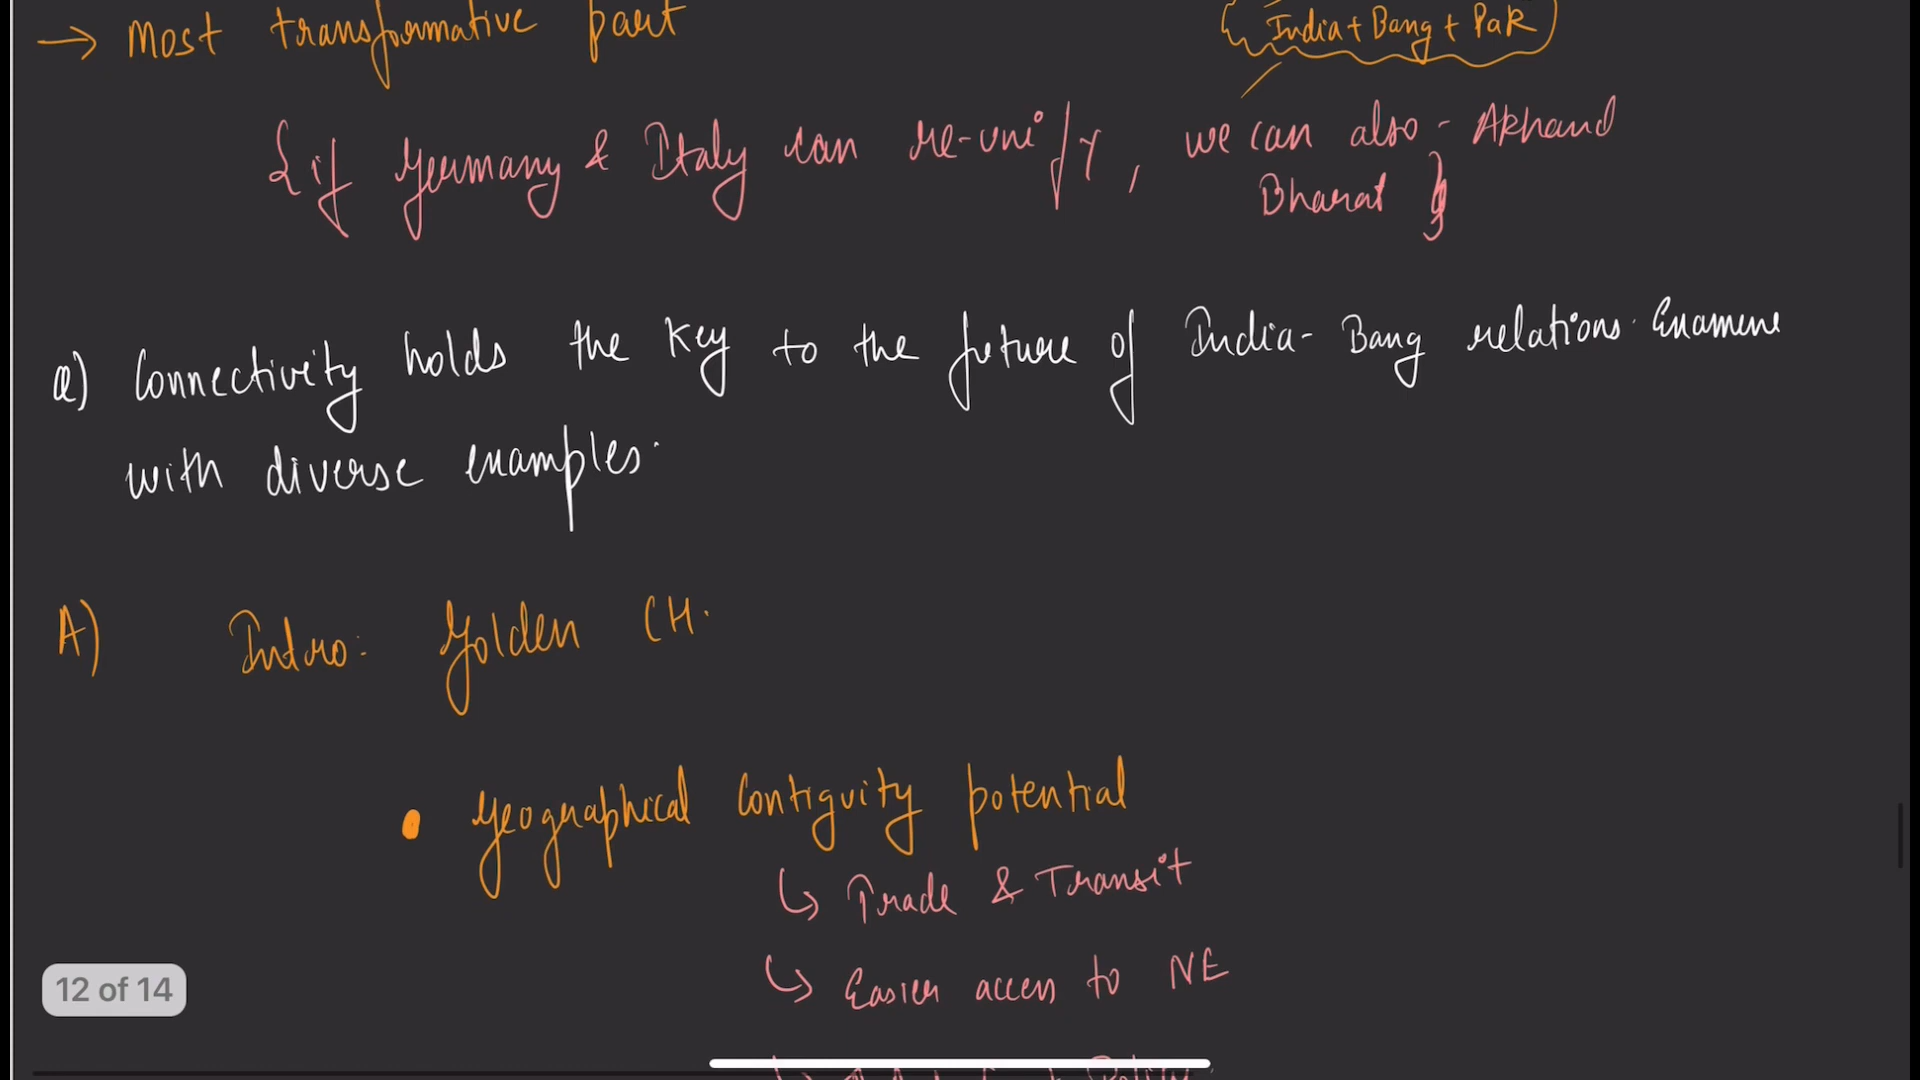 → Most transformative part
India + Bang + Pak
{if Germany & Italy can re-unify, we can also - Akhand
Bharat }
Q) Connectivity holds the key to the future of India - Bang relations. Examine
with diverse examples.
A) Intro: Golden CH.
• Geographical Contiguity potential
↳ Trade & Transit
↳ Easier access to NE
12 of 14